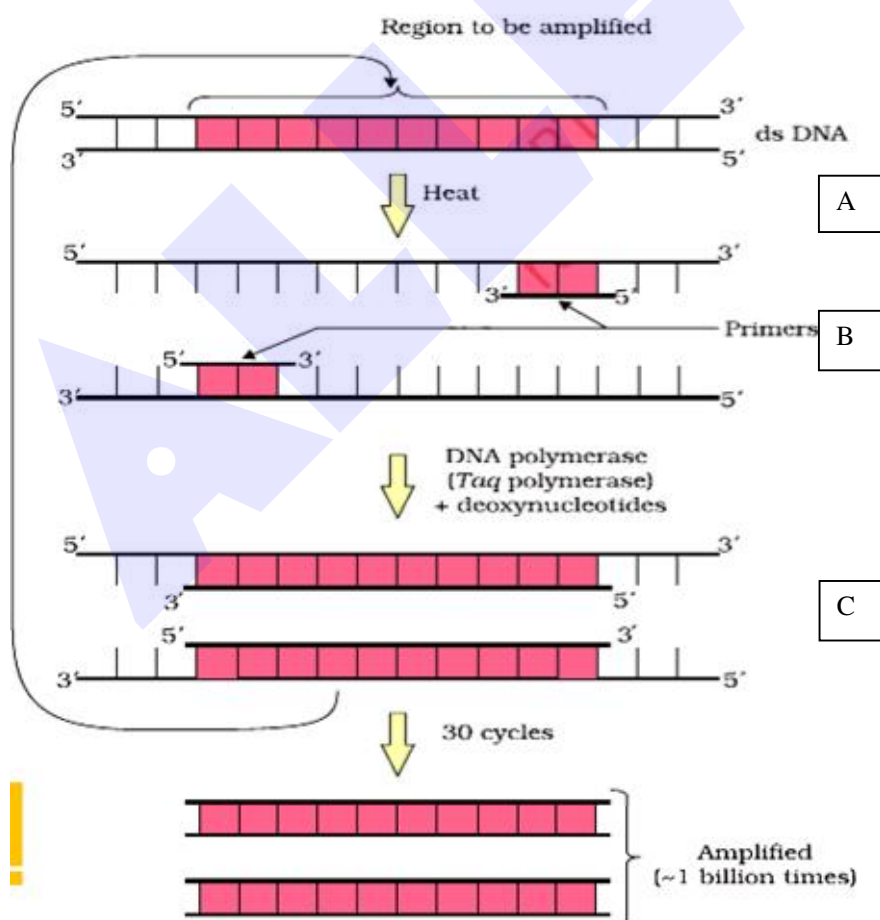 Region to be amplified
5′ 3′
ds DNA
3′ 5′
A
Heat
5′ 3′
3′ 5′
Primers
B
5′ 3′
3′ 5′
DNA polymerase
(Taq polymerase)
+ deoxynucleotides
5′ 3′
C
3′ 5′
5′ 3′
3′ 5′
30 cycles
!
Amplified
(~1 billion times)